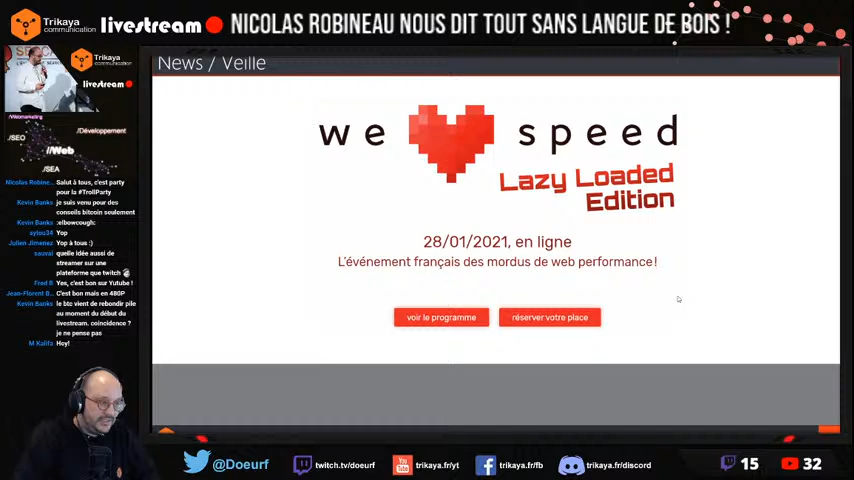 Trikaya
communication
livestream
NICOLAS ROBINEAU NOUS DIT TOUT SANS LANGUE DE BOIS !
News / Veille
Trikaya
communication
livestream
/Webmarketing
/SEO
/Développement
//Web
/SEA
Nicolas Robine... Salut à tous, c'est party
pour la #TrollParty
Kevin Banks je suis venu pour des
conseils bitcoin seulement
Kevin Banks :elbowcough:
sylou34 Yop
Julien Jimenez Yop à tous :)
sauval quelle idée aussi de
streamer sur une
plateforme que twitch
Fred R Yes, c'est bon sur Yutube !
Jean-Florent B... C'est bon mais en 480P
Kevin Banks le btc vient de rebondir pile
au moment du début du
livestream. coincidence ?
je ne pense pas
M Kalifa Hey!
we speed
Lazy Loaded
Edition
28/01/2021, en ligne
L'événement français des mordus de web performance!
voir le programme
réserver votre place
@Doeurf
twitch.tv/doeurf
You
Tube
trikaya.fr/yt
trikaya.fr/fb
trikaya.fr/discord
15
32